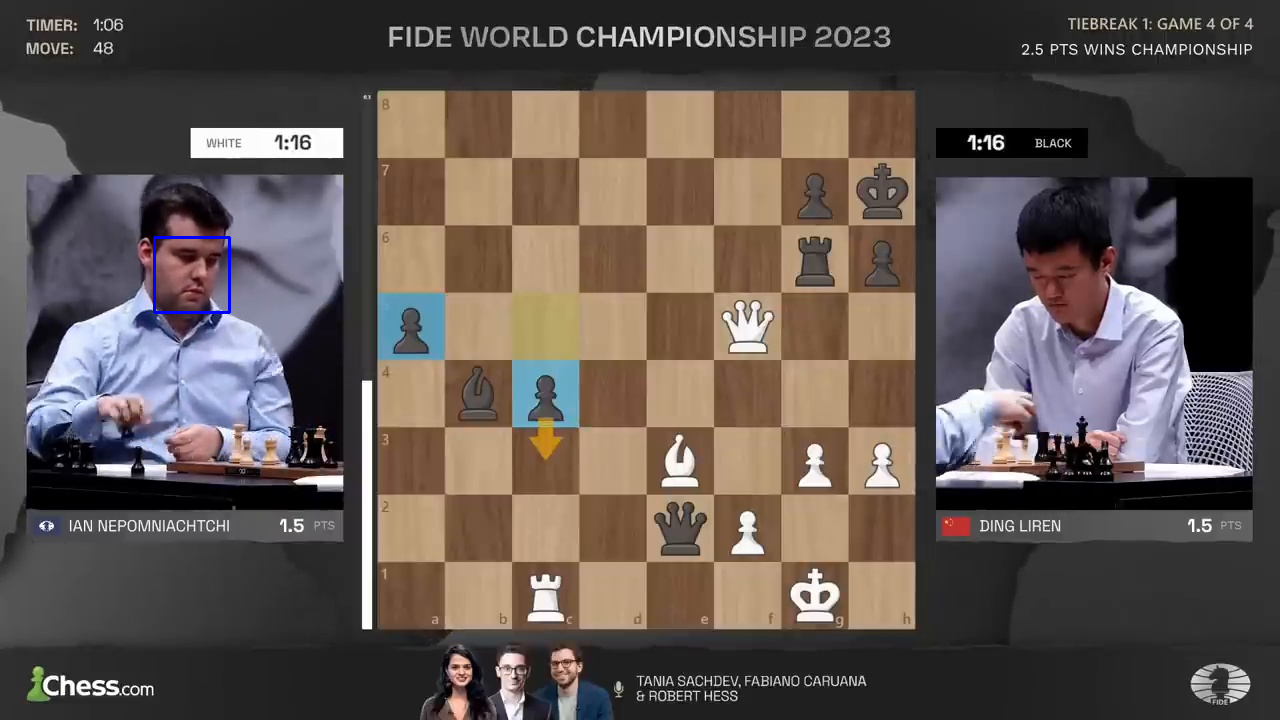 TIMER: 1:06
MOVE: 48
FIDE WORLD CHAMPIONSHIP 2023
TIEBREAK 1: GAME 4 OF 4
2.5 PTS WINS CHAMPIONSHIP
WHITE 1:16
1:16 BLACK
8
7
6
5
4
3
2
1
a b c d e f g h
IAN NEPOMNIACHTCHI 1.5 PTS
DING LIREN 1.5 PTS
Chess.com
TANIA SACHDEV, FABIANO CARUANA
& ROBERT HESS
FIDE